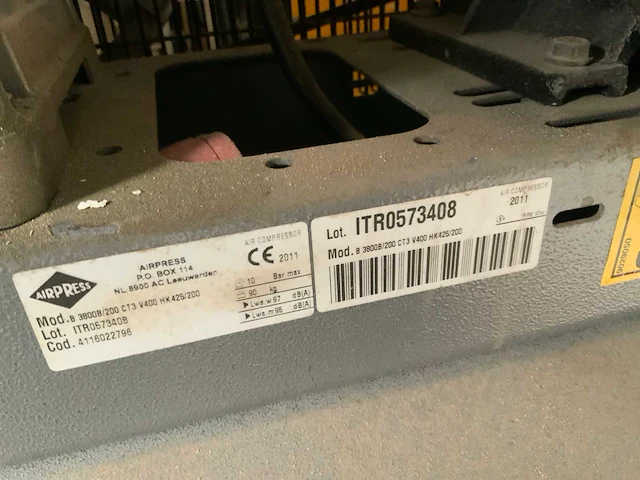 AIRPRESS
AIRPRESS
P.O. BOX 114
NL 8900 AC Leeuwarden
AIR COMPRESSOR
CE 2011
10 Bar max
90 kg
Lwa.w 97 dB(A)
Lwa.m 95 dB(A)
Mod. B 3800B/200 CT3 V400 HK425/200
Lot. ITR0573408
Cod. 4116022796
Lot. ITR0573408
AIR COMPRESSOR
2011
Mod. B 3800B/200 CT3 V400 HK425/200
9029050